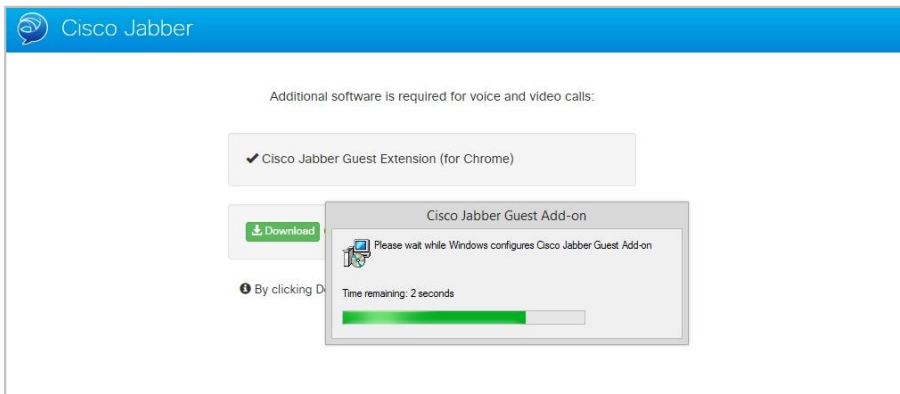 Cisco Jabber
Additional software is required for voice and video calls:
Cisco Jabber Guest Extension (for Chrome)
Download
Cisco Jabber Guest Add-on
Please wait while Windows configures Cisco Jabber Guest Add-on
Time remaining: 2 seconds
By clicking